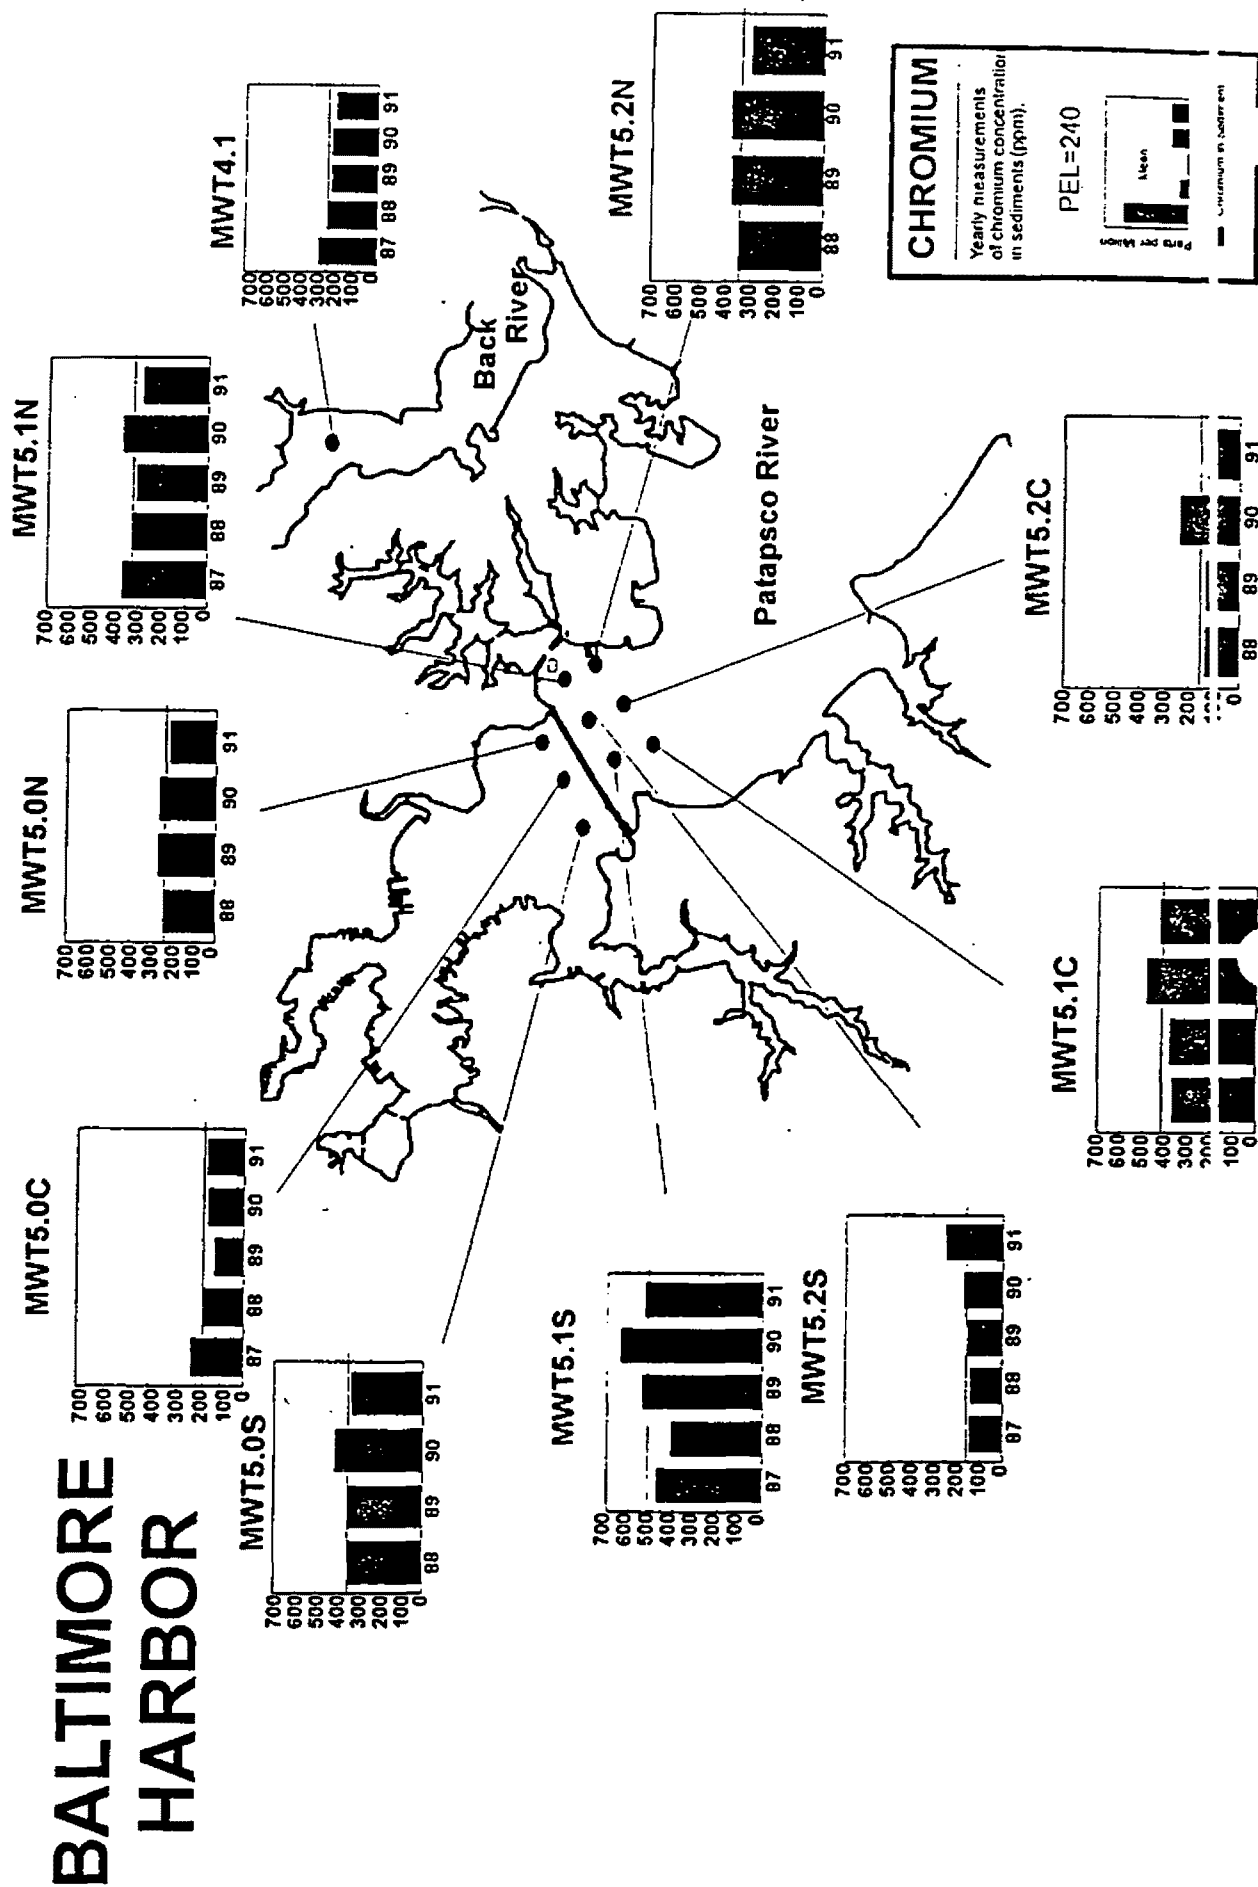 BALTIMORE
HARBOR
MWT5.0C
700
600
500
400
300
200
100
0
87 88 89 90 91
MWT5.0N
700
600
500
400
300
200
100
0
88 89 90 91
MWT5.1N
700
600
500
400
300
200
100
0
87 88 89 90 91
MWT4.1
700
600
500
400
300
200
100
0
87 88 89 90 91
MWT5.0S
700
600
500
400
300
200
100
0
88 89 90 91
Back
River
MWT5.2N
700
600
500
400
300
200
100
0
88 89 90 91
MWT5.1S
700
600
500
400
300
200
100
0
87 88 89 90 91
Patapsco River
MWT5.2S
700
600
500
400
300
200
100
0
87 88 89 90 91
MWT5.1C
700
600
500
400
300
200
100
0
MWT5.2C
700
600
500
400
300
200
100
0
88 89 90 91
CHROMIUM
Yearly measurements
of chromium concentration
in sediments (ppm).
PEL=240
Parts per Million
Mean
Chromium in Sediment